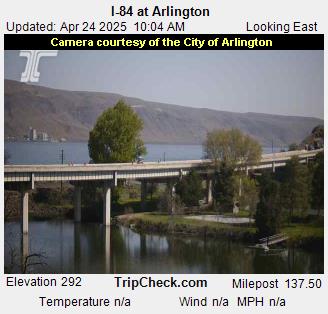 I-84 at Arlington
Updated: Apr 24 2025 10:04 AM Looking East
Camera courtesy of the City of Arlington
Elevation 292 TripCheck.com Milepost 137.50
Temperature n/a Wind n/a MPH n/a